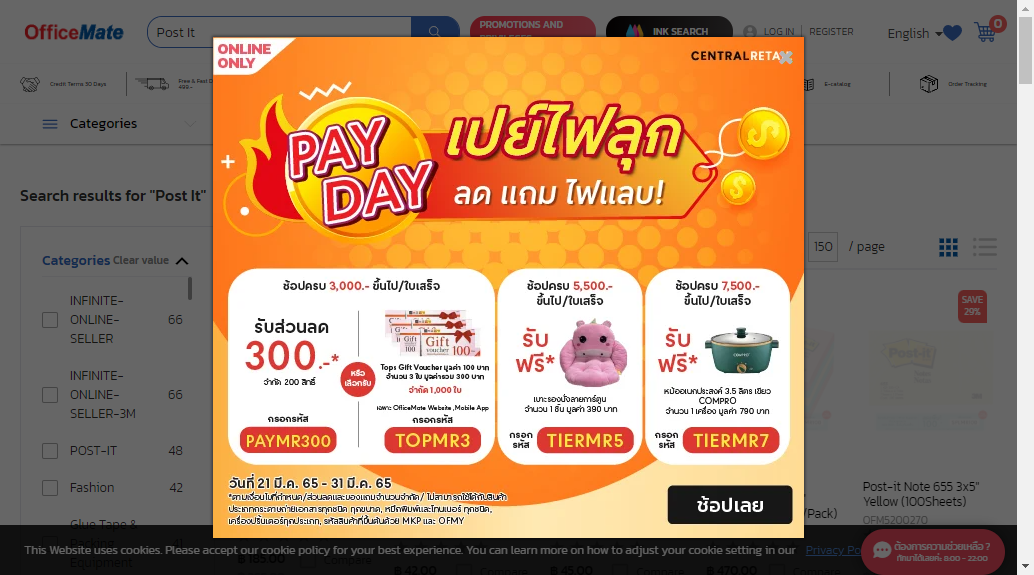 OfficeMate
Post It
PROMOTIONS AND
INK SEARCH
LOG IN
REGISTER
English
0
Credit Terms 30 Days
E-catalog
Order Tracking
Categories
Search results for "Post It"
150
/ page
Categories
Clear value
INFINITE-
ONLINE-
SELLER
66
INFINITE-
ONLINE-
SELLER-3M
66
POST-IT
48
Fashion
42
Glue Tape &
Equipment
SAVE
29%
Post-it Note 655 3x5"
Yellow (100Sheets)
OFM5200270
/Pack)
ONLINE
ONLY
CENTRAL RETAIL
PAY
DAY
เปย์ไฟลุก
ลด แถม ไฟแลบ!
ช้อปครบ 3,000.- ขึ้นไป/ใบเสร็จ
รับส่วนลด
300.-*
จำกัด 200 สิทธิ์
กรอกรหัส
PAYMR300
หรือ
เลือกรับ
Gift
voucher
100.-
Tops Gift Voucher มูลค่า 100 บาท
จำนวน 3 ใบ มูลค่ารวม 300 บาท
จำกัด 1,000 ใบ
เฉพาะ OfficeMate Website ,Mobile App
กรอกรหัส
TOPMR3
ช้อปครบ 5,500.-
ขึ้นไป/ใบเสร็จ
รับ
ฟรี*
เบาะรองนั่งลายการ์ตูน
จำนวน 1 ชิ้น มูลค่า 390 บาท
กรอก
รหัส
TIERMR5
ช้อปครบ 7,500.-
ขึ้นไป/ใบเสร็จ
รับ
ฟรี*
หม้ออเนกประสงค์ 3.5 ลิตร เขียว
COMPRO
จำนวน 1 เครื่อง มูลค่า 790 บาท
กรอก
รหัส
TIERMR7
วันที่ 21 มี.ค. 65 - 31 มี.ค. 65
*ตามเงื่อนไขที่กำหนด/ส่วนลดและของแถมจำนวนจำกัด/ ไม่สามารถใช้ได้กับสินค้า
ประเภทกระดาษถ่ายเอกสารทุกชนิด ทุกขนาด, หมึกพิมพ์และโทนเนอร์ ทุกชนิด,
เครื่องปริ้นเตอร์ทุกประเภท, รหัสสินค้าที่ขึ้นต้นด้วย MKP และ OFMY
ช้อปเลย
This Website uses cookies. Please accept our cookie policy for your best experience. You can learn more on how to adjust your cookie setting in our
Privacy Po
ต้องการความช่วยเหลือ ?
ทักมาได้เลยค่ะ 8:00 - 22:00
Compare
฿ 42.00
Compare
฿ 45.00
Compare
฿ 470.00
Compare